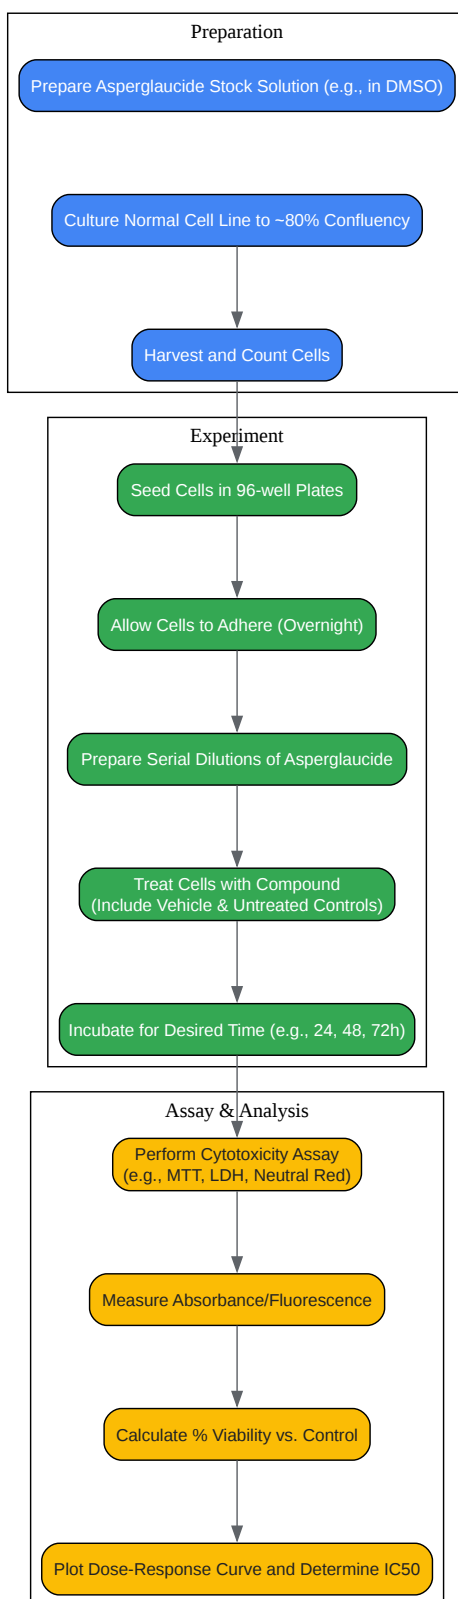 Preparation
Prepare Asperglaucide Stock Solution (e.g., in DMSO)
Culture Normal Cell Line to ~80% Confluency
Harvest and Count Cells
Experiment
Seed Cells in 96-well Plates
Allow Cells to Adhere (Overnight)
Prepare Serial Dilutions of Asperglaucide
Treat Cells with Compound
(Include Vehicle & Untreated Controls)
Incubate for Desired Time (e.g., 24, 48, 72h)
Assay & Analysis
Perform Cytotoxicity Assay
(e.g., MTT, LDH, Neutral Red)
Measure Absorbance/Fluorescence
Calculate % Viability vs. Control
Plot Dose-Response Curve and Determine IC50